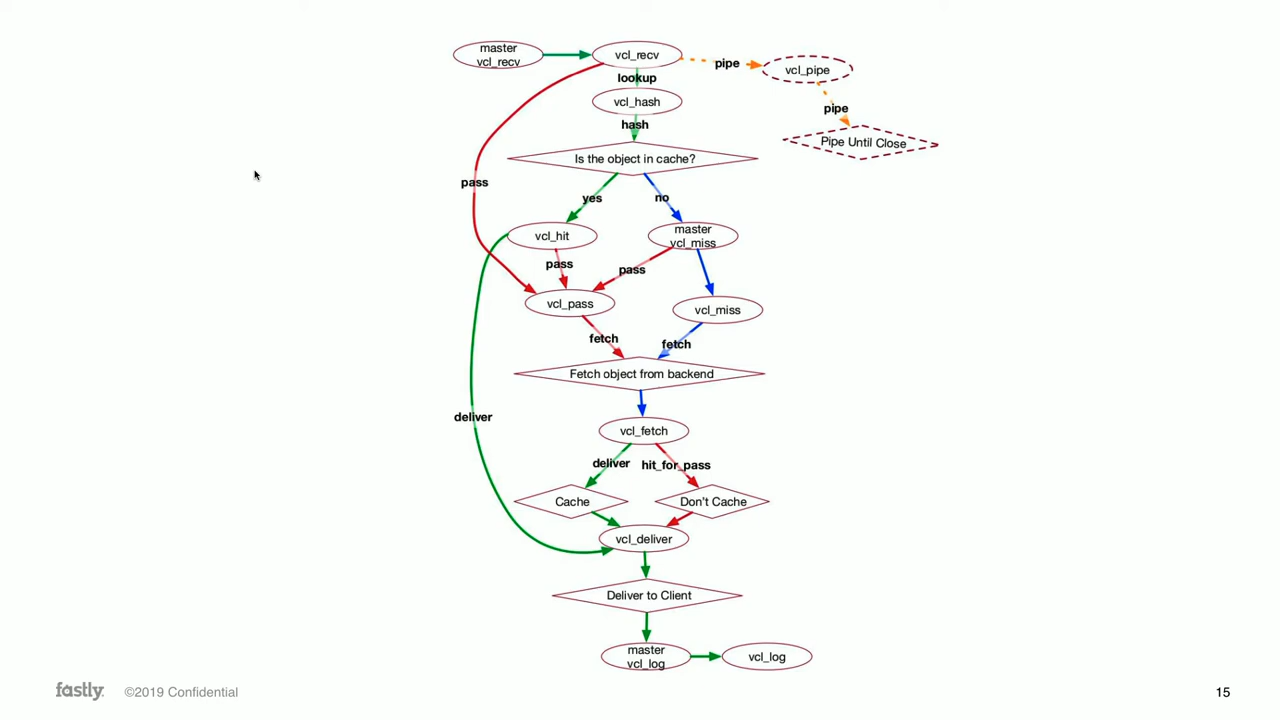 master
vcl_recv
vcl_recv
pipe
vcl_pipe
lookup
vcl_hash
pipe
hash
Pipe Until Close
Is the object in cache?
pass
yes
no
vcl_hit
master
vcl_miss
pass
pass
vcl_pass
vcl_miss
fetch
fetch
Fetch object from backend
deliver
vcl_fetch
deliver
hit_for_pass
Cache
Don't Cache
vcl_deliver
Deliver to Client
master
vcl_log
vcl_log
fastly
©2019 Confidential
15